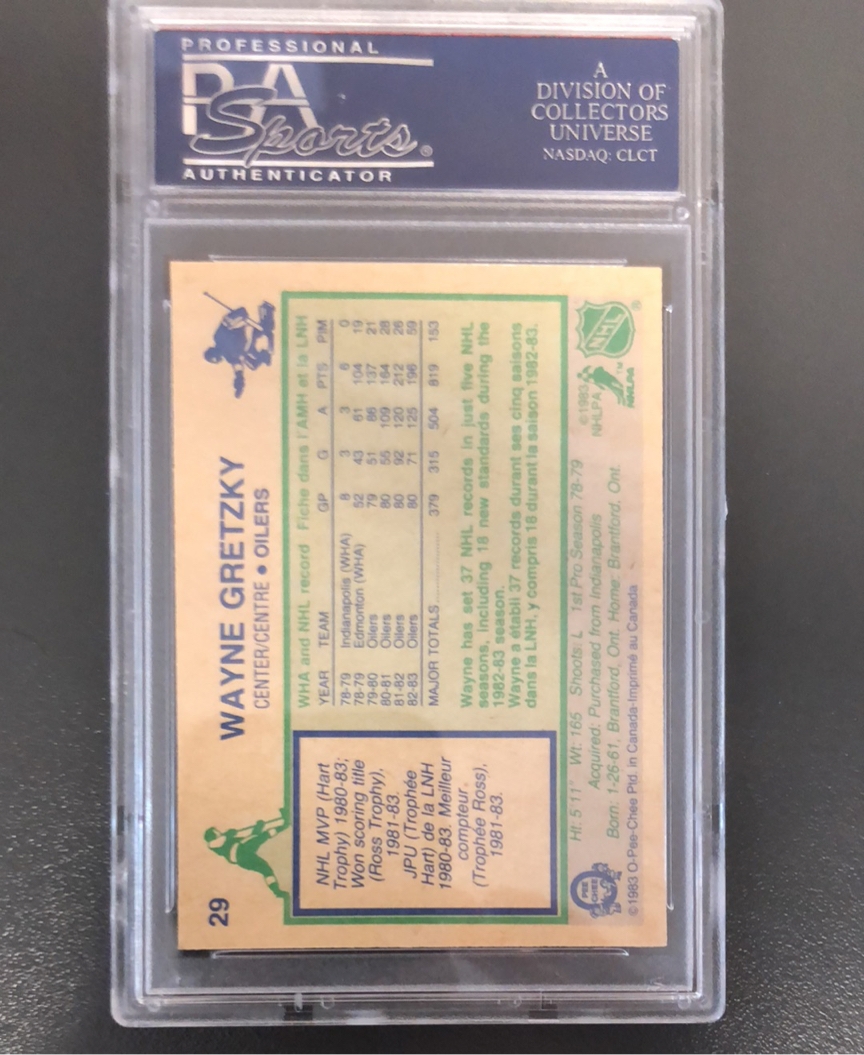 PROFESSIONAL
PSA
Sports®
AUTHENTICATOR
A
DIVISION OF
COLLECTORS
UNIVERSE
NASDAQ: CLCT
29
WAYNE GRETZKY
CENTER/CENTRE • OILERS
NHL MVP (Hart
Trophy) 1980-83;
Won scoring title
(Ross Trophy),
1981-83.
JPU (Trophée
Hart) de la LNH
1980-83. Meilleur
compteur
(Trophée Ross),
1981-83.
WHA and NHL record Fiche dans l'AMH et la LNH
YEAR TEAM GP G A PTS PIM
78-79 Indianapolis (WHA) 8 3 3 6 0
78-79 Edmonton (WHA) 52 43 61 104 19
79-80 Oilers 79 51 86 137 21
80-81 Oilers 80 55 109 164 28
81-82 Oilers 80 92 120 212 26
82-83 Oilers 80 71 125 196 59
MAJOR TOTALS 379 315 504 819 153
Wayne has set 37 NHL records in just five NHL
seasons, including 18 new standards during the
1982-83 season.
Wayne a établi 37 records durant ses cinq saisons
dans la LNH, y compris 18 durant la saison 1982-83.
Ht: 5'11" Wt: 165 Shoots: L 1st Pro Season 78-79
Acquired: Purchased from Indianapolis
Born: 1-26-61, Brantford, Ont. Home: Brantford, Ont.
©1983 O-Pee-Chee Ptd. in Canada-Imprimé au Canada
PEE
CHEE
©1983
NHLPA
NHLPA
TM
NHL
®